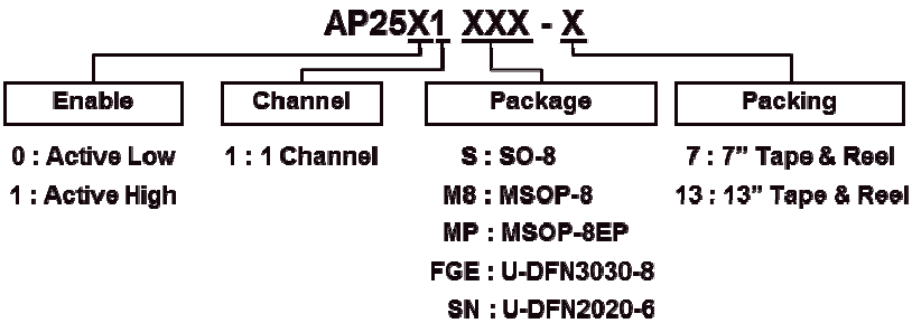 AP25X1 XXX - X
Enable Channel Package Packing
0 : Active Low 1 : 1 Channel S : SO-8 7 : 7” Tape & Reel
1 : Active High M8 : MSOP-8 13 : 13” Tape & Reel
MP : MSOP-8EP
FGE : U-DFN3030-8
SN : U-DFN2020-6